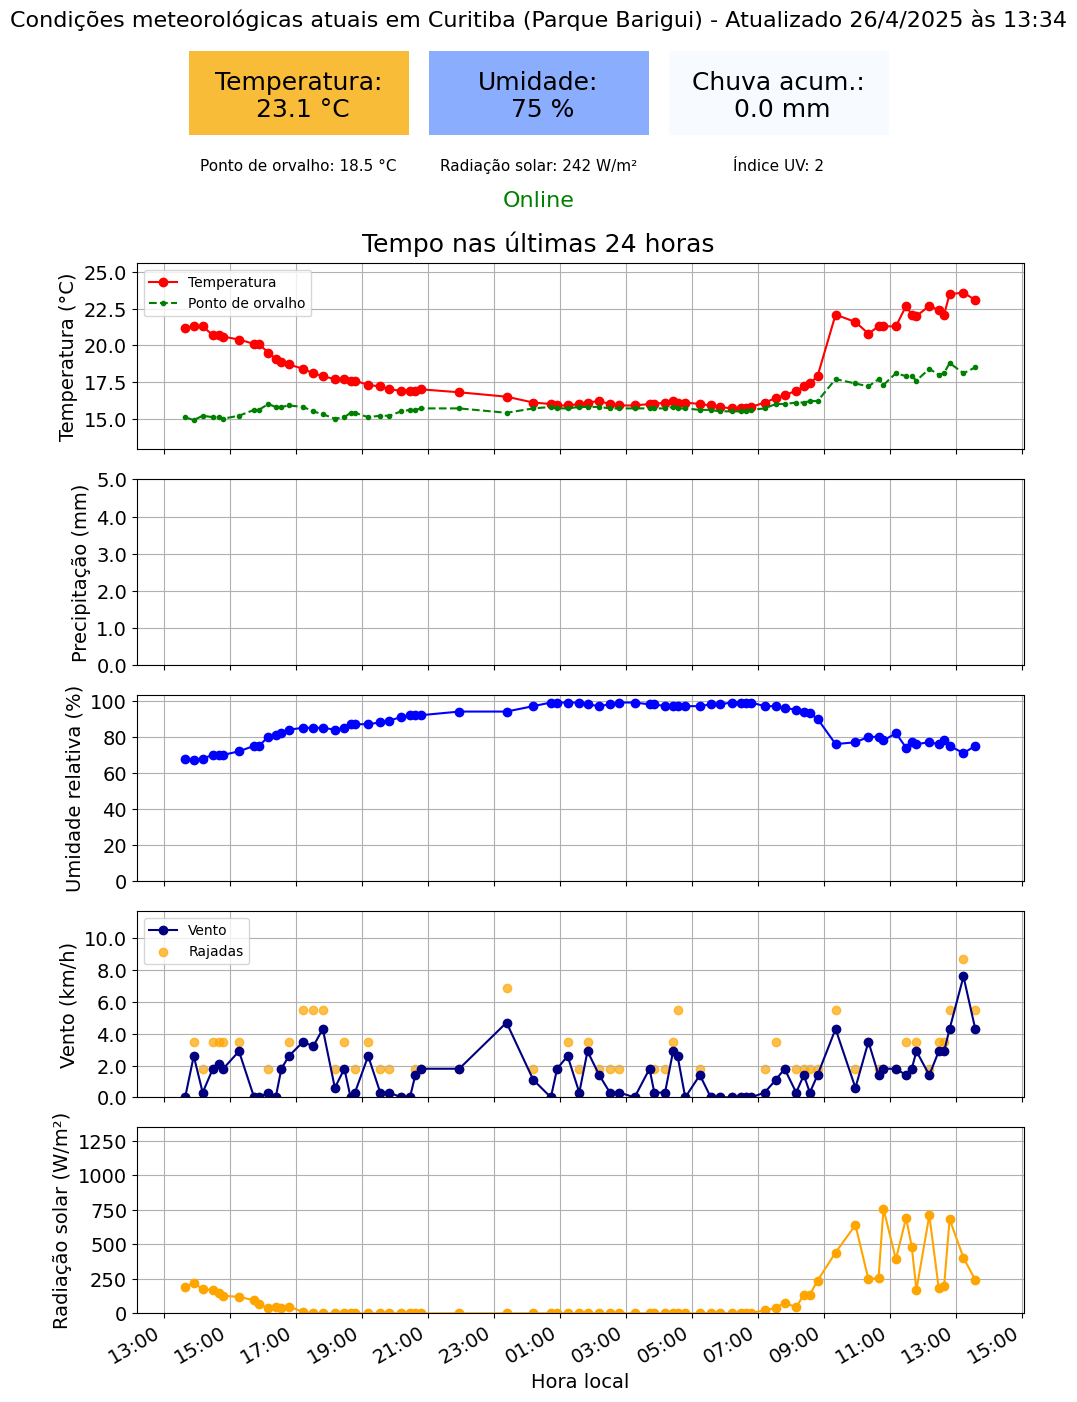 Condições meteorológicas atuais em Curitiba (Parque Barigui) - Atualizado 26/4/2025 às 13:34
Temperatura:
23.1 °C
Umidade:
75 %
Chuva acum.:
0.0 mm
Ponto de orvalho: 18.5 °C
Radiação solar: 242 W/m²
Índice UV: 2
Online
Tempo nas últimas 24 horas
Temperatura (°C)
25.0
22.5
20.0
17.5
15.0
Temperatura
Ponto de orvalho
Precipitação (mm)
5.0
4.0
3.0
2.0
1.0
0.0
Umidade relativa (%)
100
80
60
40
20
0
Vento (km/h)
10.0
8.0
6.0
4.0
2.0
0.0
Vento
Rajadas
Radiação solar (W/m²)
1250
1000
750
500
250
0
13:00
15:00
17:00
19:00
21:00
23:00
01:00
03:00
05:00
07:00
09:00
11:00
13:00
15:00
Hora local